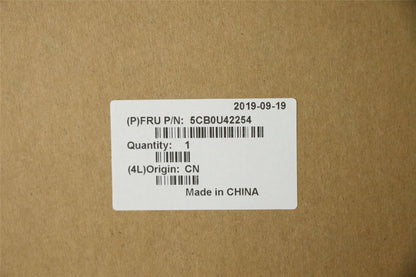 2019-09-19
(P)FRU P/N: 5CB0U42254
Quantity: 1
(4L)Origin: CN
Made in CHINA